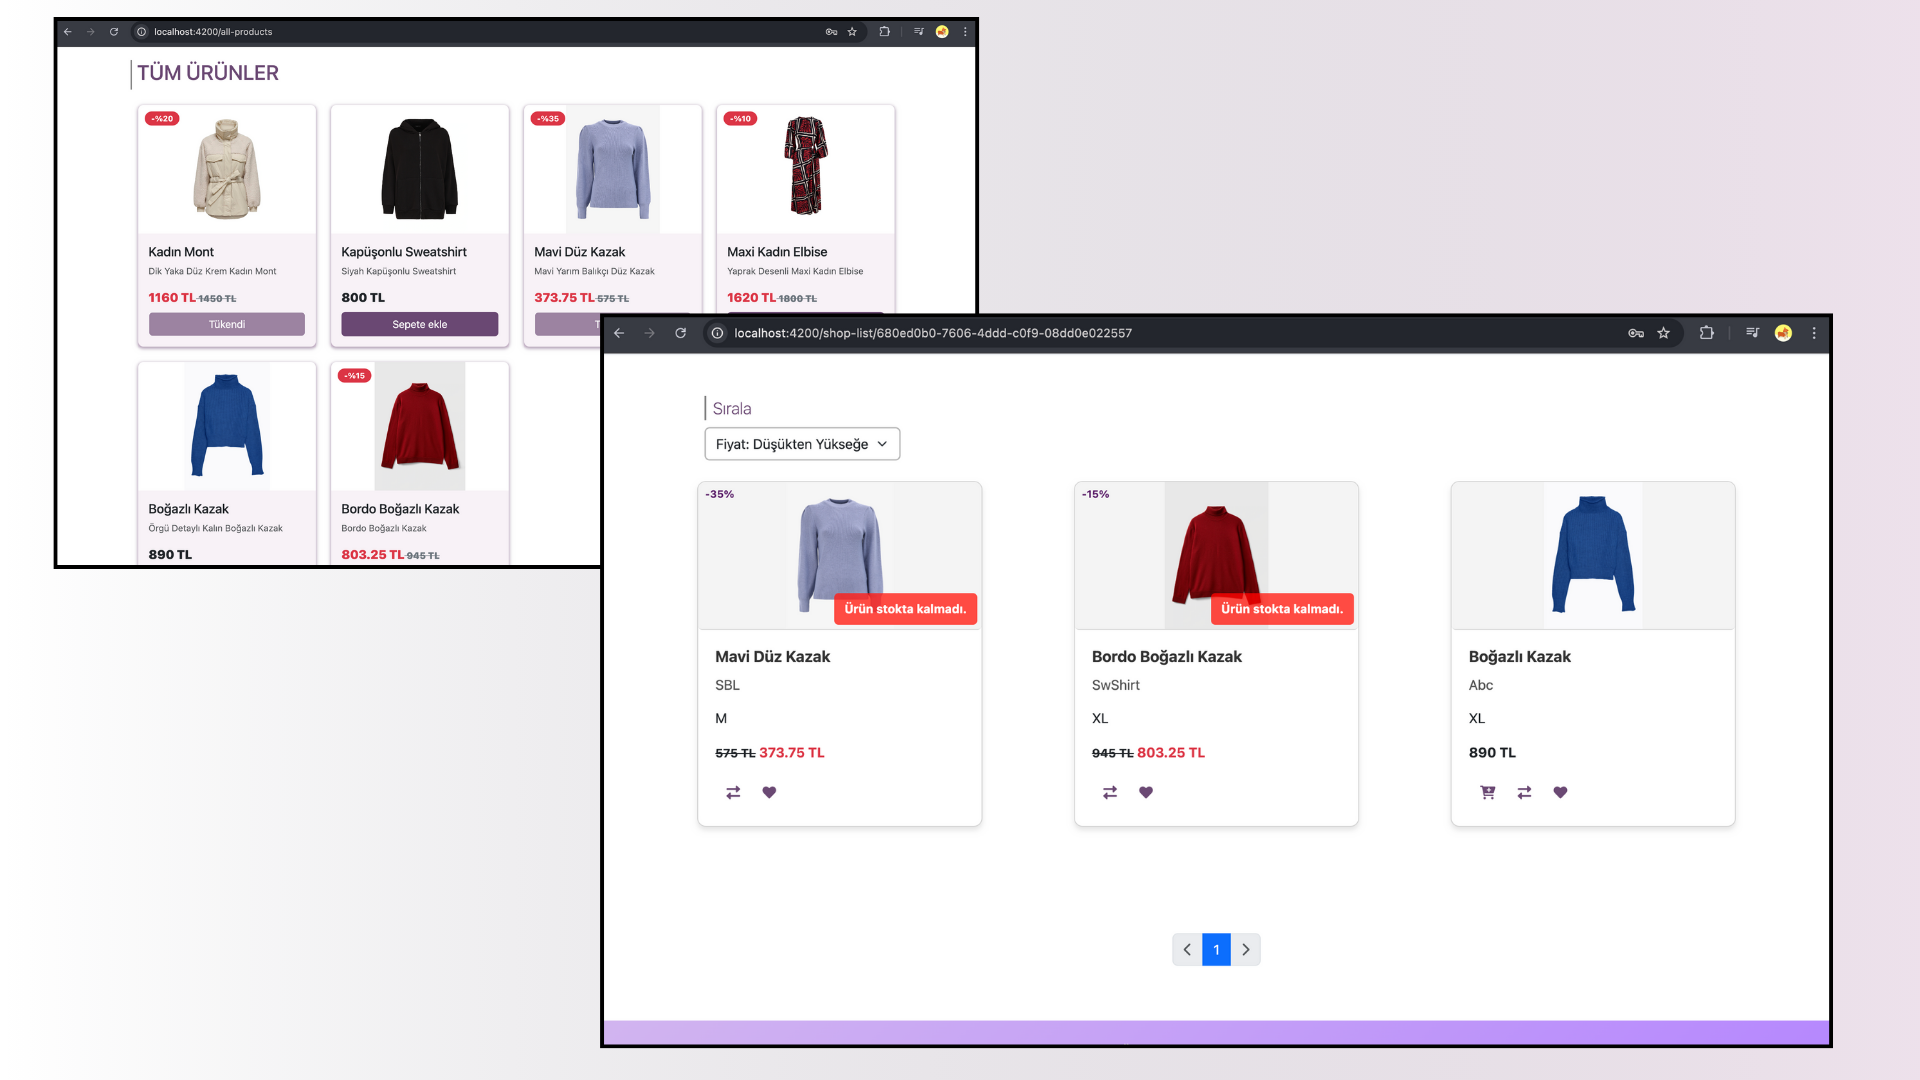 localhost:4200/all-products
TÜM ÜRÜNLER
-%20
Kadın Mont
Dik Yaka Düz Krem Kadın Mont
1160 TL 1450 TL
Tükendi
Kapüşonlu Sweatshirt
Siyah Kapüşonlu Sweatshirt
800 TL
Sepete ekle
-%35
Mavi Düz Kazak
Mavi Yarım Balıkçı Düz Kazak
373.75 TL 575 TL
-%10
Maxi Kadın Elbise
Yaprak Desenli Maxi Kadın Elbise
1620 TL 1800 TL
Boğazlı Kazak
Örgü Detaylı Kalın Boğazlı Kazak
890 TL
-%15
Bordo Boğazlı Kazak
Bordo Boğazlı Kazak
803.25 TL 945 TL
localhost:4200/shop-list/680ed0b0-7606-4ddd-c0f9-08dd0e022557
Sırala
Fiyat: Düşükten Yükseğe
-35%
Ürün stokta kalmadı.
Mavi Düz Kazak
SBL
M
575 TL 373.75 TL
-15%
Ürün stokta kalmadı.
Bordo Boğazlı Kazak
SwShirt
XL
945 TL 803.25 TL
Boğazlı Kazak
Abc
XL
890 TL
1